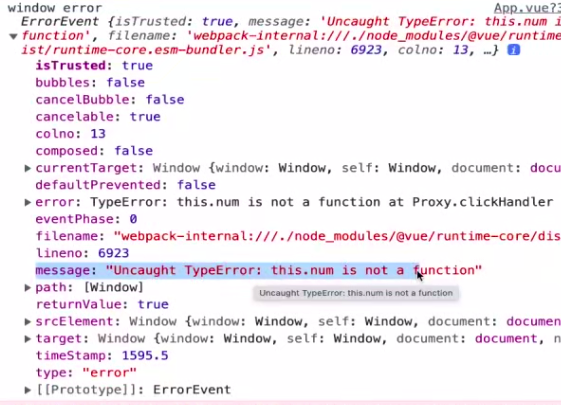 window error
App.vue?
ErrorEvent {isTrusted: true, message: 'Uncaught TypeError: this.num
function', filename: 'webpack-internal:///./node_modules/@vue/runtime
ist/runtime-core.esm-bundler.js', lineno: 6923, colno: 13, …} i
isTrusted: true
bubbles: false
cancelBubble: false
cancelable: true
colno: 13
composed: false
currentTarget: Window {window: Window, self: Window, document: docu
defaultPrevented: false
error: TypeError: this.num is not a function at Proxy.clickHandler
eventPhase: 0
filename: "webpack-internal:///./node_modules/@vue/runtime-core/dis
lineno: 6923
message: "Uncaught TypeError: this.num is not a function"
path: [Window]
Uncaught TypeError: this.num is not a function
returnValue: true
srcElement: Window {window: Window, self: Window, document: documen
target: Window {window: Window, self: Window, document: document, n
timeStamp: 1595.5
type: "error"
[[Prototype]]: ErrorEvent